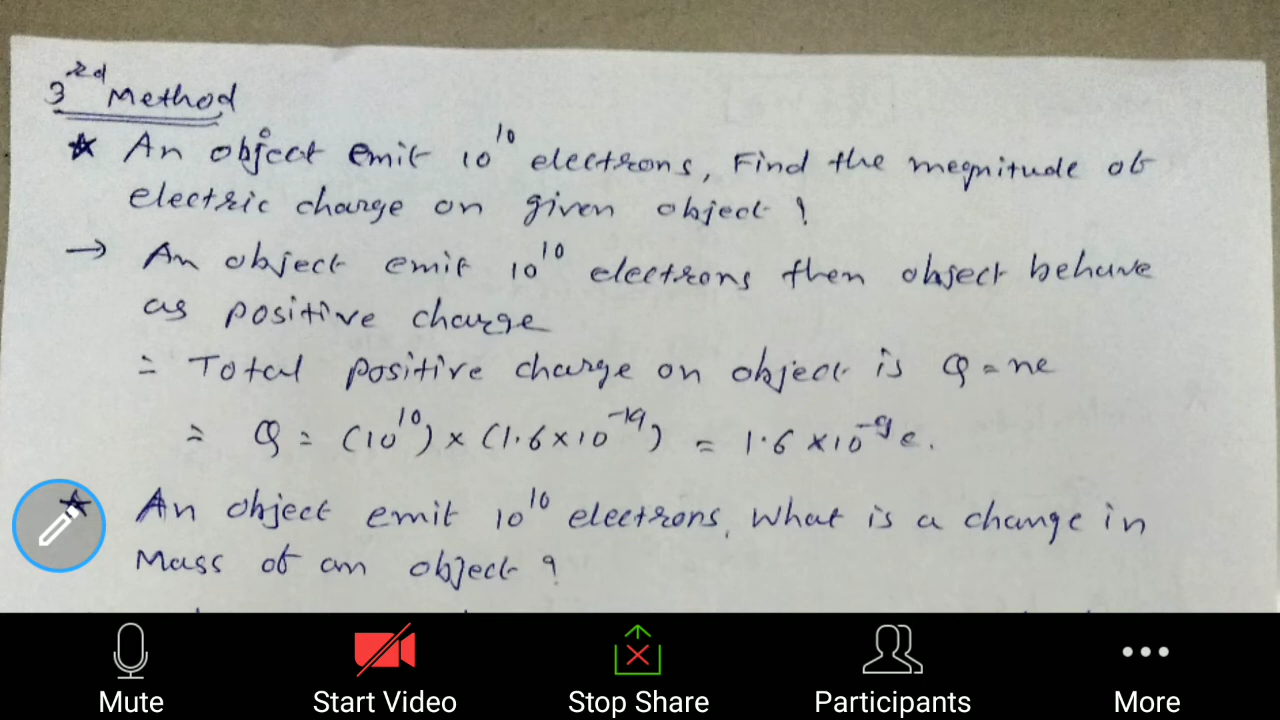 3rd Method
☆ An object emit 10^10 electrons, Find the megnitude of
electric charge on given object ?
→ An object emit 10^10 electrons then object behave
as positive charge
= Total positive charge on object is Q = ne
= Q = (10^10) × (1.6×10^-19) = 1.6 ×10^-9 c.
☆ An object emit 10^10 electrons, What is a change in
Mass of an object ?
Mute Start Video Stop Share Participants More